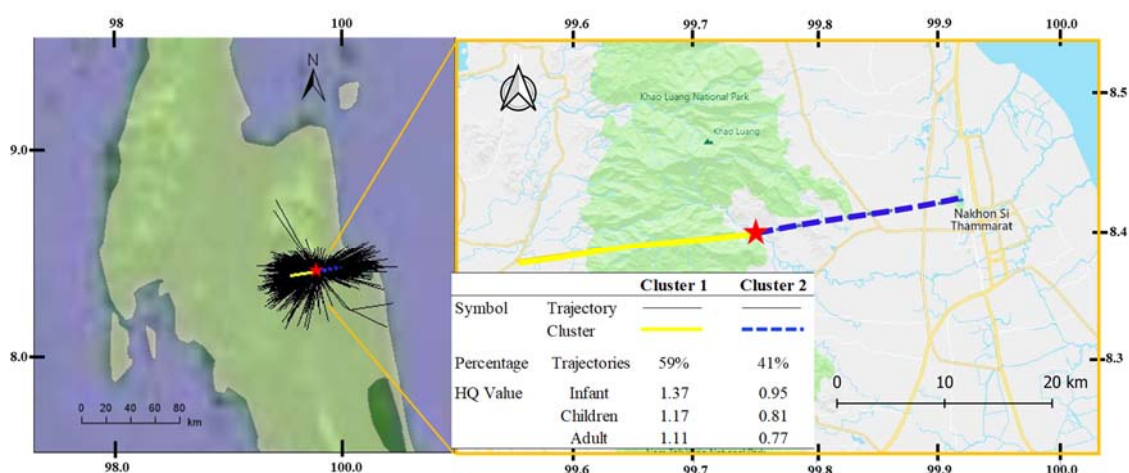 98
100.0
99.6
99.7
99.8
99.9
100.0
N
9.0
8.0
0 20 40 60 80
km
98.0
100.0
Khao Luang National Park
Khao Luang
Nakhon Si
Thammarat
8.5
8.4
8.3
0 10 20 km
Cluster 1 Cluster 2
Symbol Trajectory
Cluster
Percentage Trajectories 59% 41%
HQ Value Infant 1.37 0.95
Children 1.17 0.81
Adult 1.11 0.77
99.6
99.7
99.8
99.9
100.0